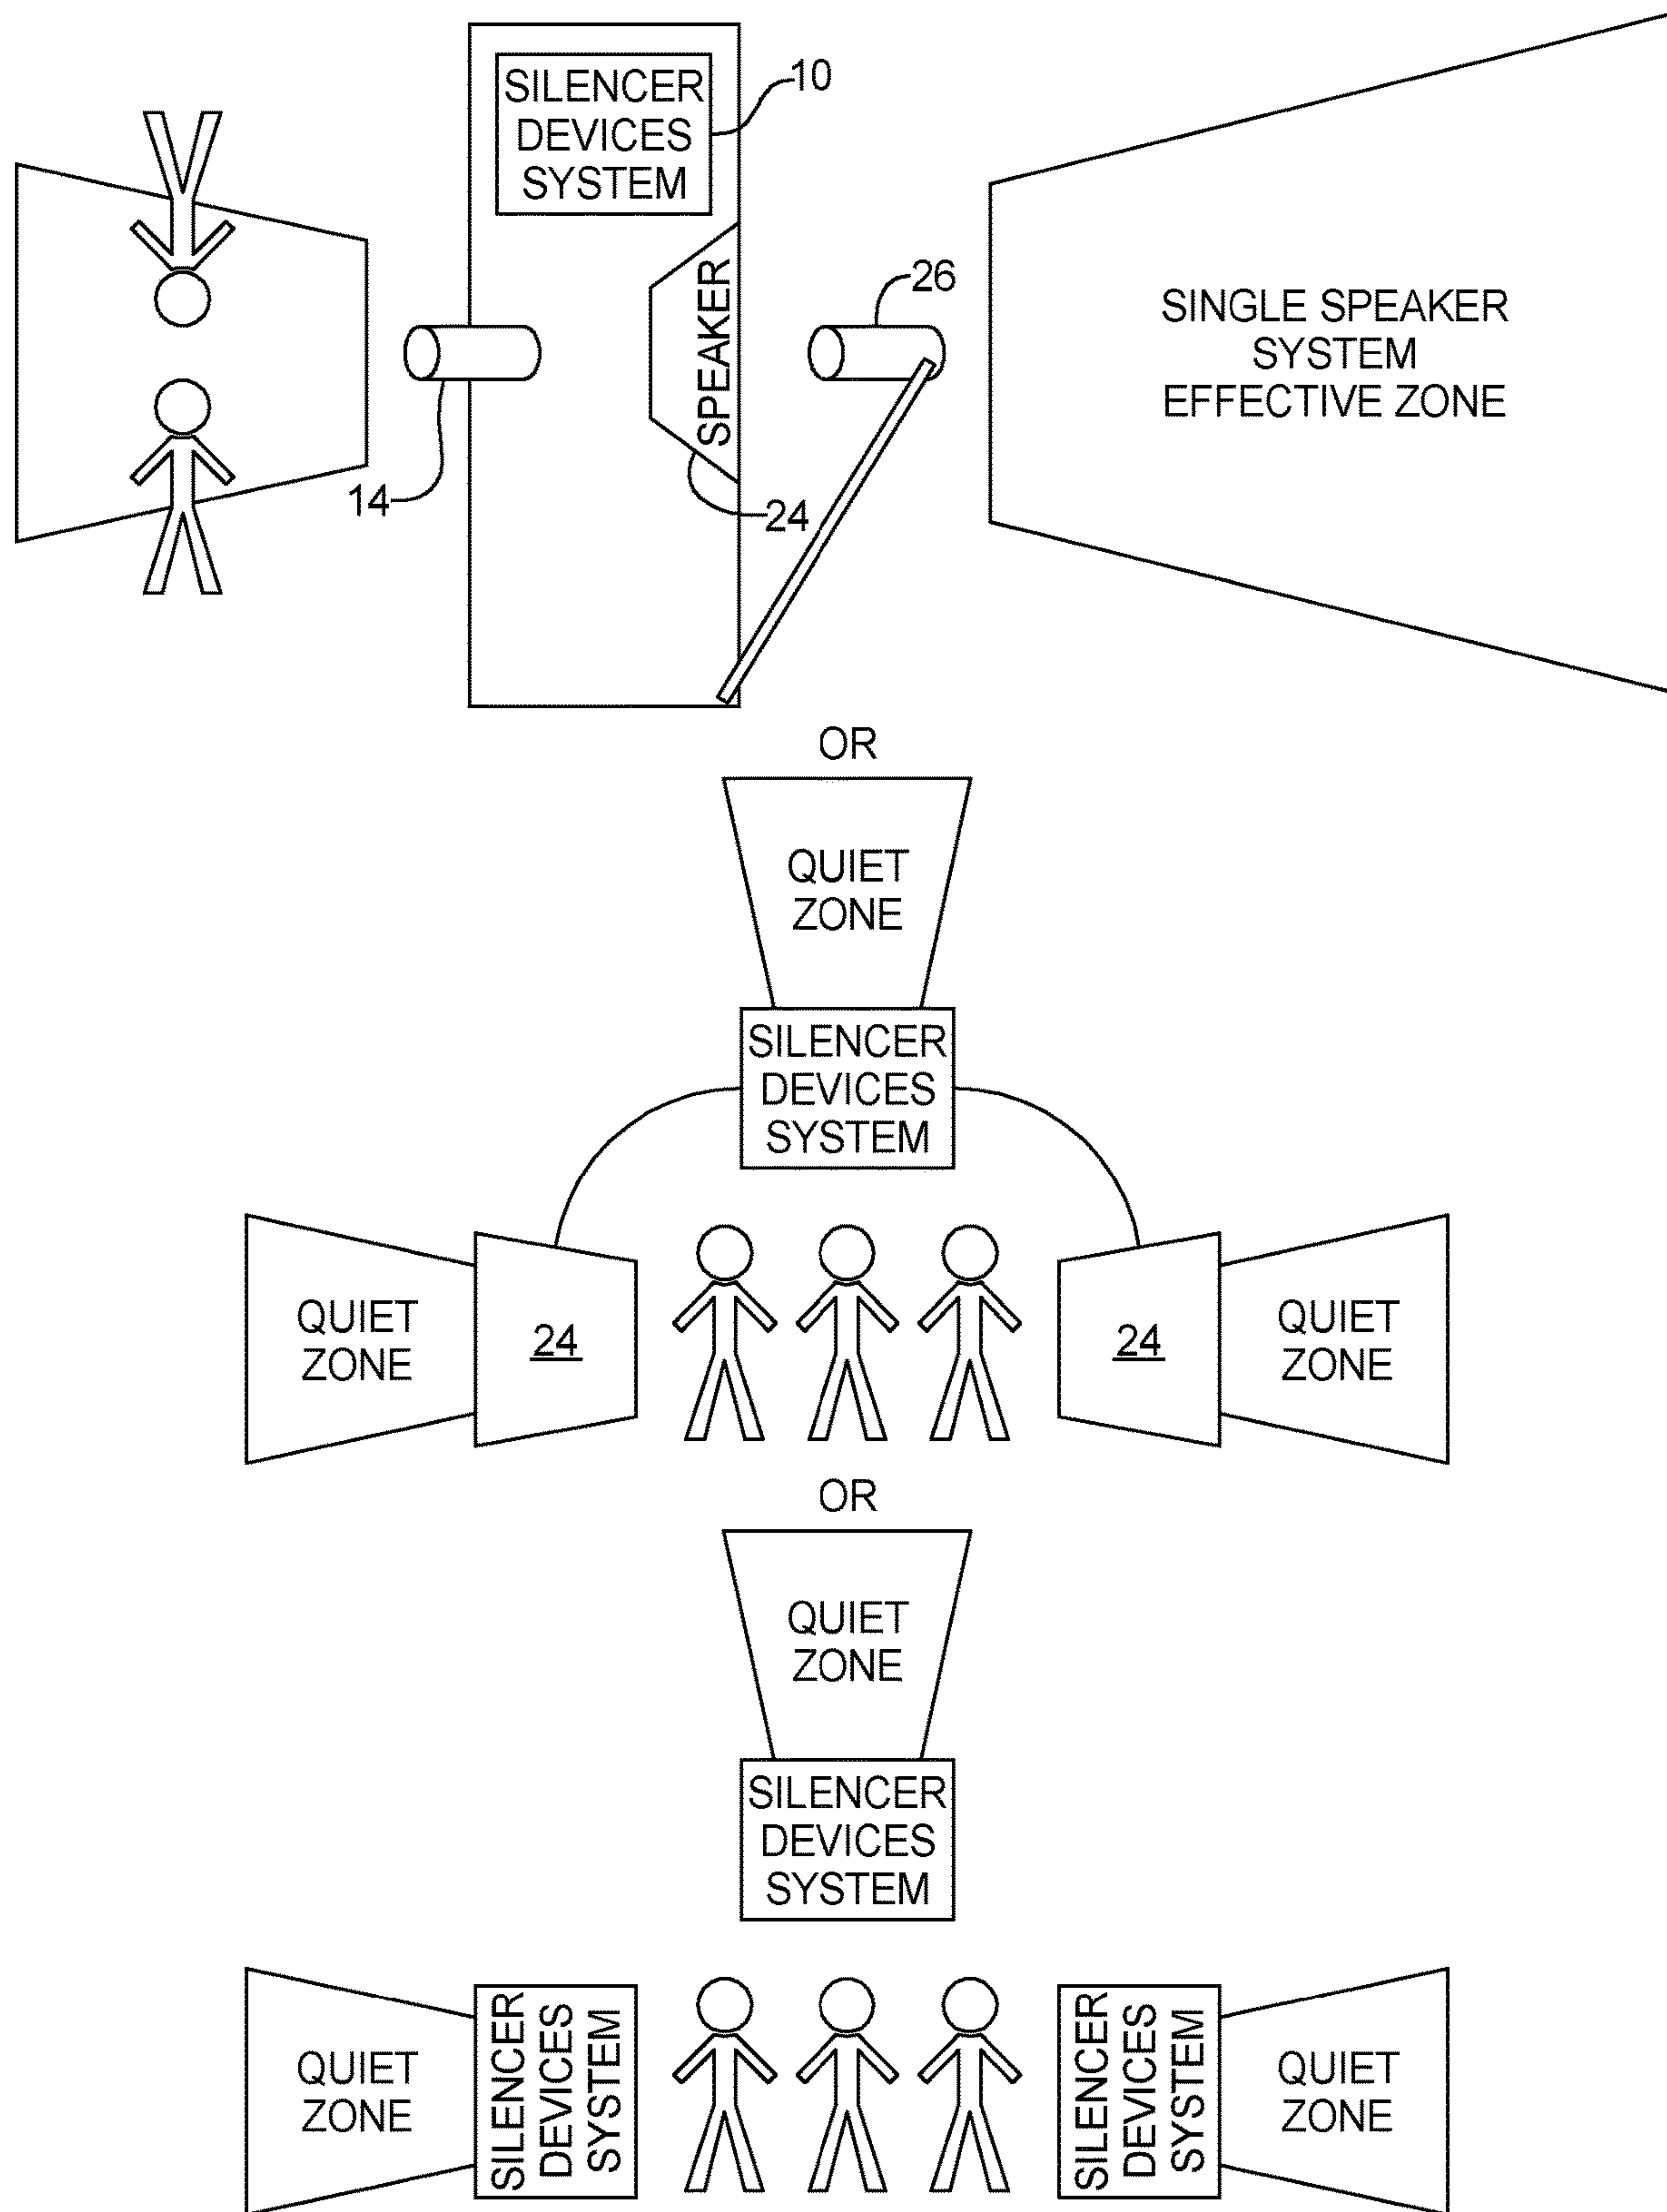 SILENCER
DEVICES
SYSTEM
10
SPEAKER
26
14
24
SINGLE SPEAKER
SYSTEM
EFFECTIVE ZONE
OR
QUIET
ZONE
SILENCER
DEVICES
SYSTEM
QUIET
ZONE
24
24
QUIET
ZONE
OR
QUIET
ZONE
SILENCER
DEVICES
SYSTEM
QUIET
ZONE
SILENCER
DEVICES
SYSTEM
SILENCER
DEVICES
SYSTEM
QUIET
ZONE